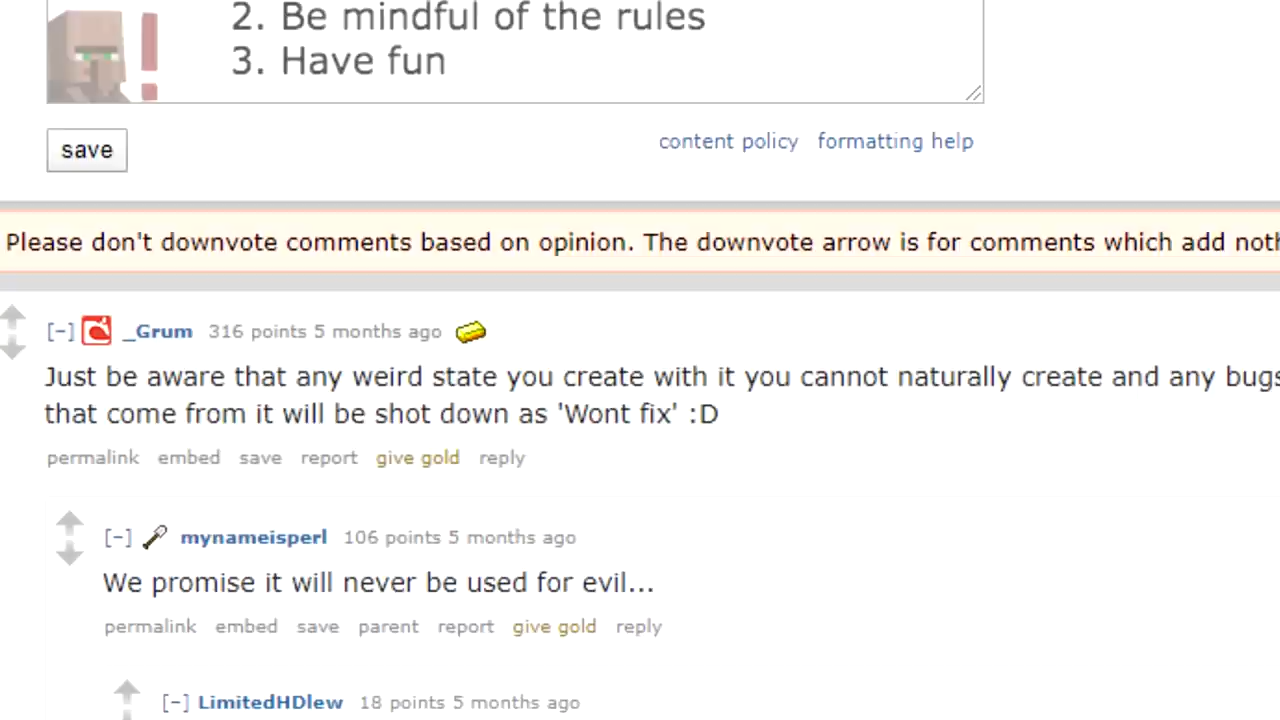 2. Be mindful of the rules
3. Have fun
save
content policy formatting help
Please don't downvote comments based on opinion. The downvote arrow is for comments which add noth
[-] _Grum 316 points 5 months ago
Just be aware that any weird state you create with it you cannot naturally create and any bugs
that come from it will be shot down as 'Wont fix' :D
permalink embed save report give gold reply
[-] mynameisperl 106 points 5 months ago
We promise it will never be used for evil...
permalink embed save parent report give gold reply
[-] LimitedHDlew 18 points 5 months ago